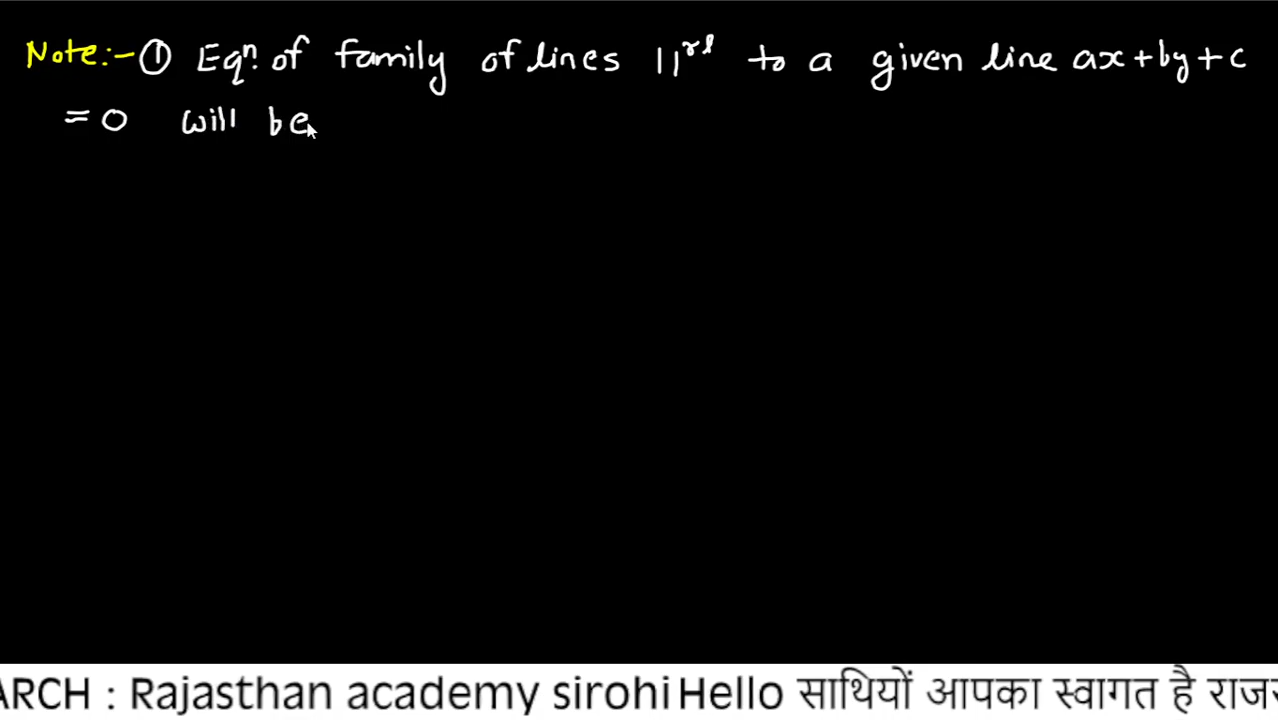 Note:- ① Eqⁿ. of family of lines ||ʳˡ to a given line ax+by+c
=0 will be
ARCH : Rajasthan academy sirohi Hello साथियों आपका स्वागत है